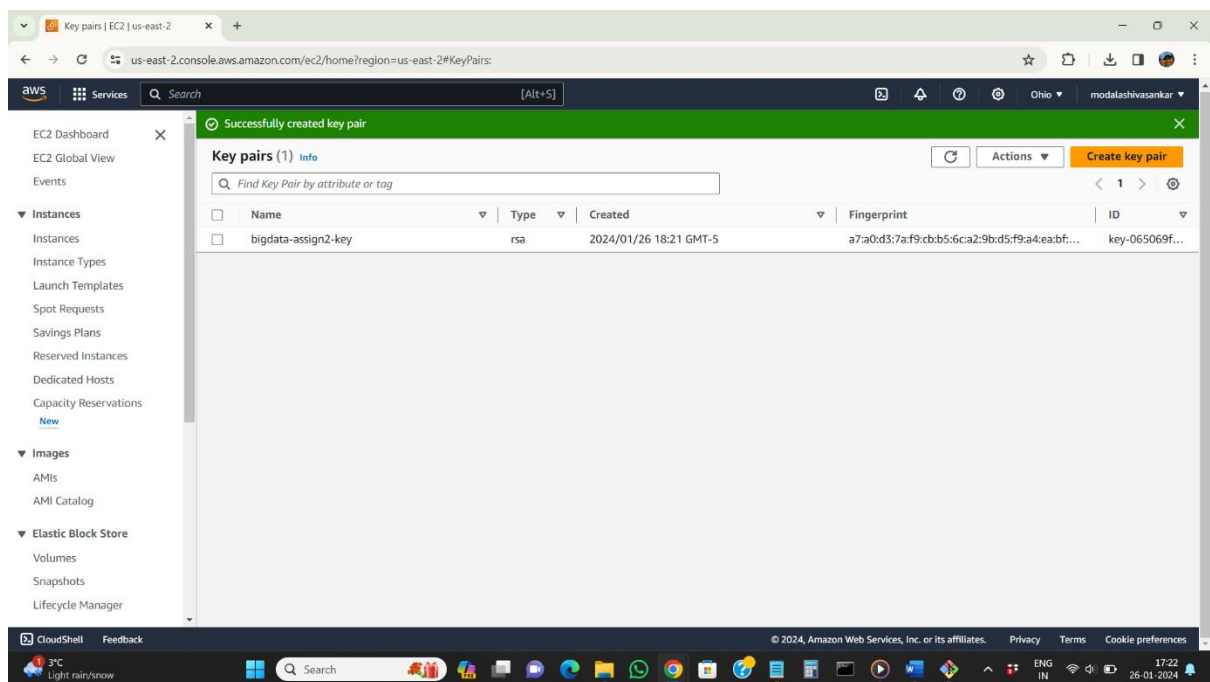 Key pairs | EC2 | us-east-2
us-east-2.console.aws.amazon.com/ec2/home?region=us-east-2#KeyPairs:
aws Services Search [Alt+S] Ohio modalashivasankar
EC2 Dashboard
EC2 Global View
Events
Instances
Instances
Instance Types
Launch Templates
Spot Requests
Savings Plans
Reserved Instances
Dedicated Hosts
Capacity Reservations
New
Images
AMIs
AMI Catalog
Elastic Block Store
Volumes
Snapshots
Lifecycle Manager
Successfully created key pair
Key pairs (1) Info Actions Create key pair
Find Key Pair by attribute or tag 1
Name Type Created Fingerprint ID
bigdata-assign2-key rsa 2024/01/26 18:21 GMT-5 a7:a0:d3:7a:f9:cb:b5:6c:a2:9b:d5:f9:a4:ea:bf:... key-065069f...
CloudShell Feedback © 2024, Amazon Web Services, Inc. or its affiliates. Privacy Terms Cookie preferences
1 3°C Search ENG 17:22
Light rain/snow IN 26-01-2024